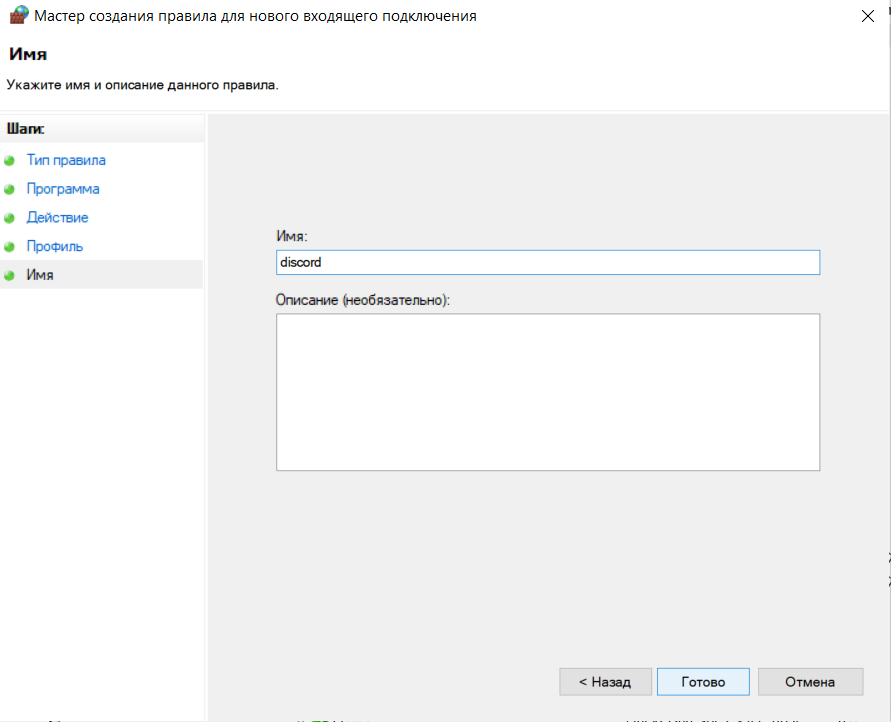 Мастер создания правила для нового входящего подключения
Имя
Укажите имя и описание данного правила.
Шаги:
Тип правила
Программа
Действие
Профиль
Имя
Имя:
discord
Описание (необязательно):
< Назад
Готово
Отмена